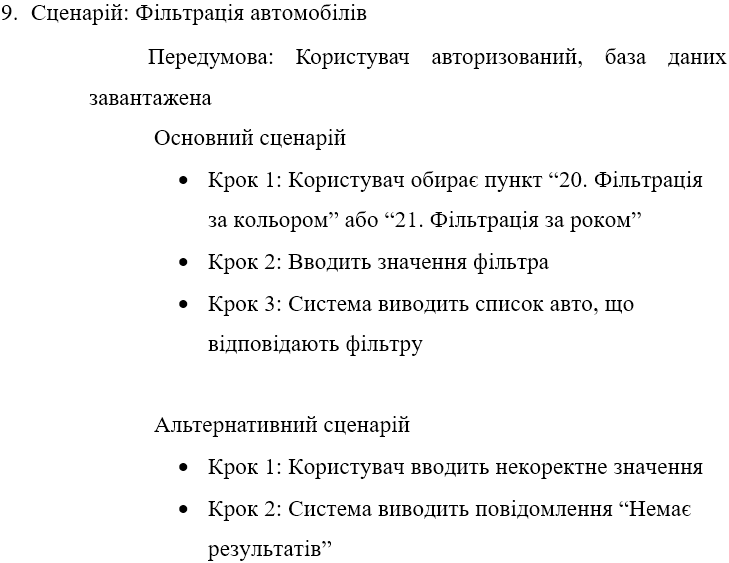 9. Сценарій: Фільтрація автомобілів
Передумова: Користувач авторизований, база даних
завантажена
Основний сценарій
• Крок 1: Користувач обирає пункт “20. Фільтрація
за кольором” або “21. Фільтрація за роком”
• Крок 2: Вводить значення фільтра
• Крок 3: Система виводить список авто, що
відповідають фільтру
Альтернативний сценарій
• Крок 1: Користувач вводить некоректне значення
• Крок 2: Система виводить повідомлення “Немає
результатів”